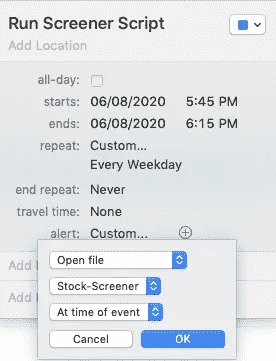 Run Screener Script
Add Location
all-day:
starts: 06/08/2020 5:45 PM
ends: 06/08/2020 6:15 PM
repeat: Custom...
Every Weekday
end repeat: Never
travel time: None
alert: Custom...
Add
Open file
Stock-Screener
Add
At time of event
Cancel OK